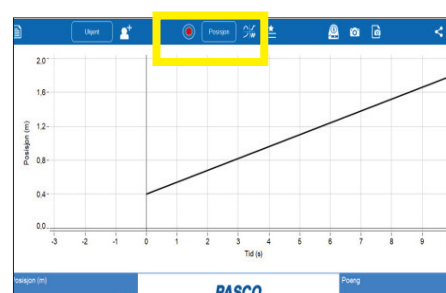 Ukjent Posisjon
2,0
1,6
1,2
0,8
0,4
0,0
Posisjon (m)
-3 -2 -1 0 1 2 3 4 5 6 7 8 9
Tid (s)
Posisjon (m) PASCO Poeng